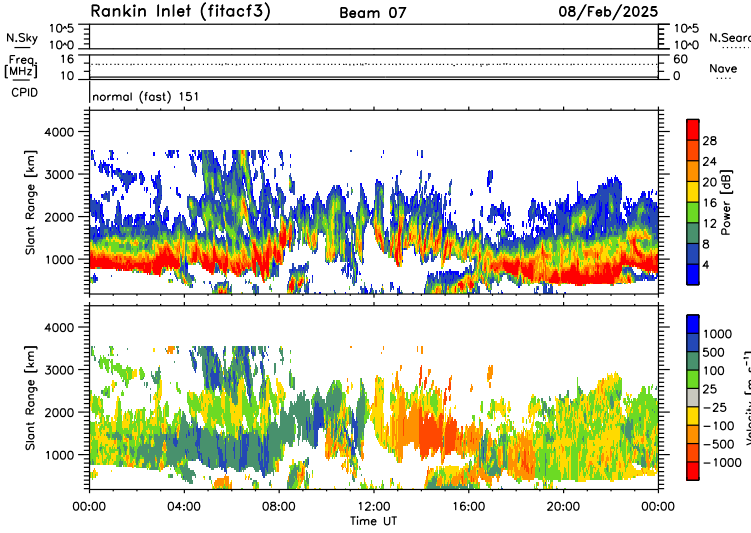 Rankin Inlet (fitacf3) Beam 07 08/Feb/2025
10^5 10^5
N.Sky N.Sear
10^0 10^0
Freq. 16 60
[MHz] Nave
10 0
CPID normal (fast) 151
4000
3000
2000
1000
Slant Range [km]
28
24
20
16
12
8
4
Power [dB]
4000
3000
2000
1000
Slant Range [km]
1000
500
100
25
-25
-100
-500
-1000
Velocity [m s⁻¹]
00:00 04:00 08:00 12:00 16:00 20:00 00:00
Time UT